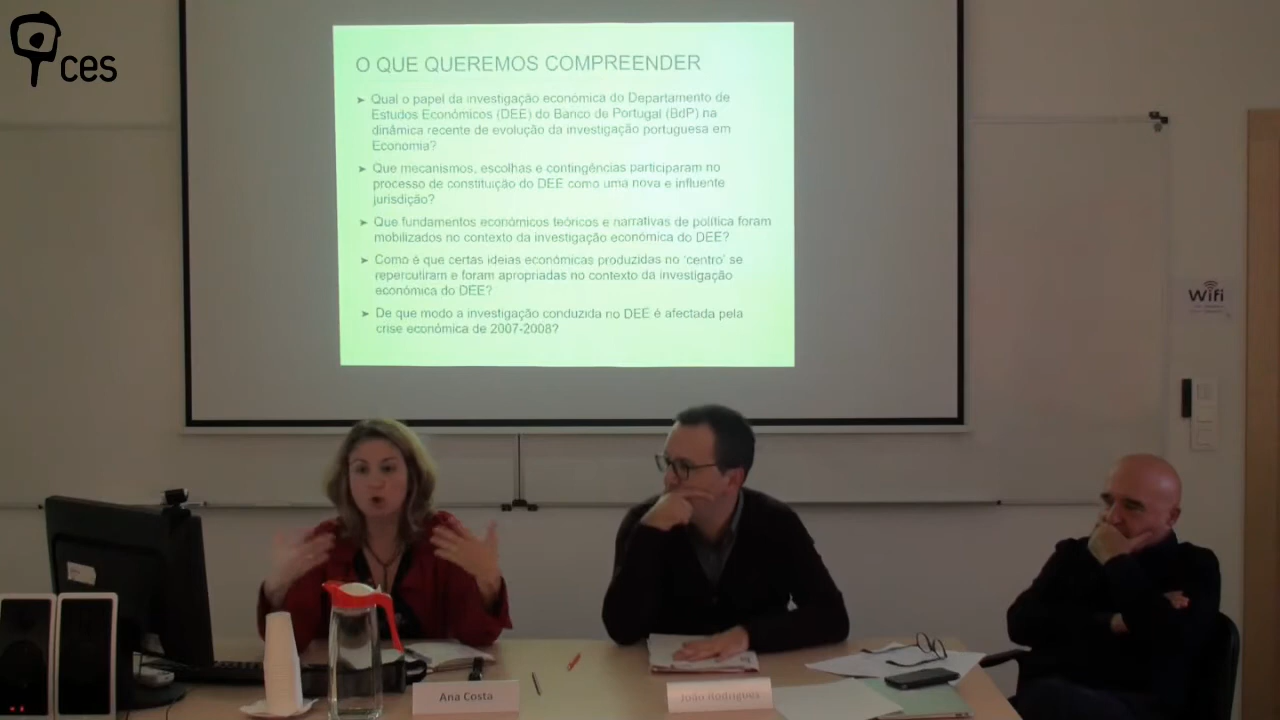 ces
O QUE QUEREMOS COMPREENDER
➤ Qual o papel da investigação económica do Departamento de
Estudos Económicos (DEE) do Banco de Portugal (BdP) na
dinâmica recente de evolução da investigação portuguesa em
Economia?
➤ Que mecanismos, escolhas e contingências participaram no
processo de constituição do DEE como uma nova e influente
jurisdição?
➤ Que fundamentos económicos teóricos e narrativas de política foram
mobilizados no contexto da investigação económica do DEE?
➤ Como é que certas ideias económicas produzidas no 'centro' se
repercutiram e foram apropriadas no contexto da investigação
económica do DEE?
➤ De que modo a investigação conduzida no DEE é afectada pela
crise económica de 2007-2008?
Wifi
Ana Costa
João Rodrigues